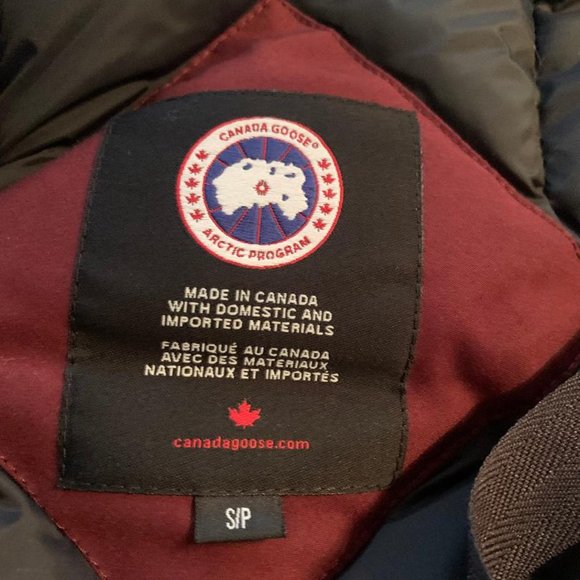 CANADA GOOSE®
ARCTIC PROGRAM
MADE IN CANADA
WITH DOMESTIC AND
IMPORTED MATERIALS
FABRIQUÉ AU CANADA
AVEC DES MATERIAUX
NATIONAUX ET IMPORTÉS
canadagoose.com
S/P